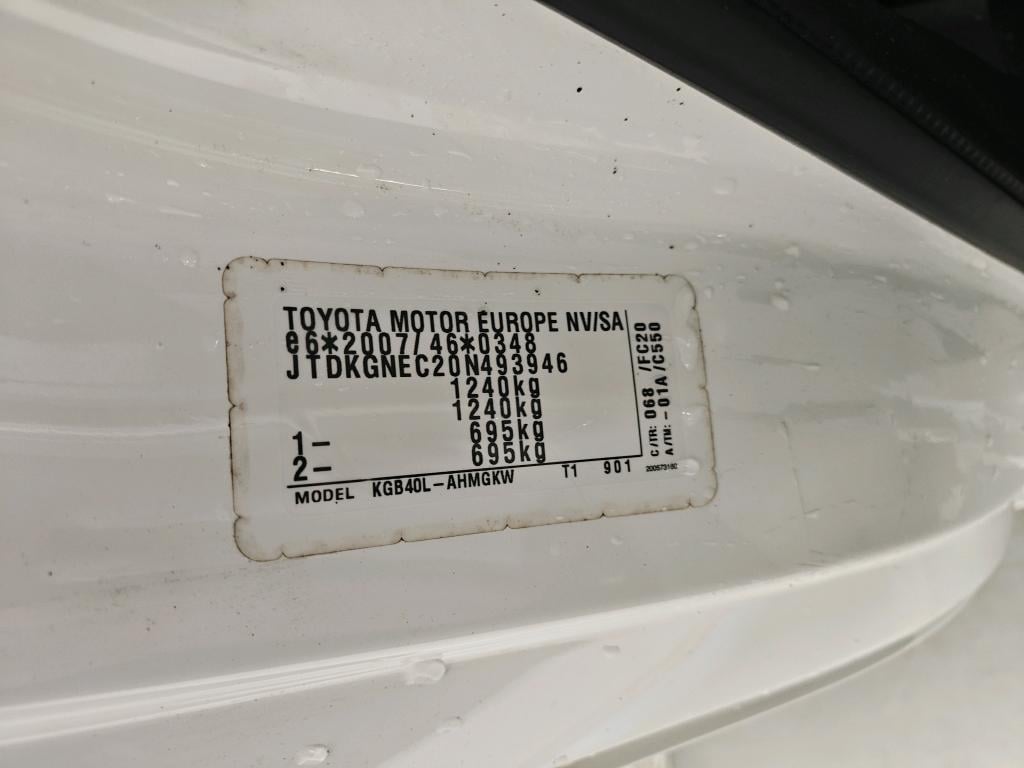 TOYOTA MOTOR EUROPE NV/SA
e6*2007/46*0348
JTDKGNEC20N493946
1240kg
1240kg
1- 695kg
2- 695kg
MODEL KGB40L-AHMGKW T1 901
C/TR: 068 /FC20
A/TM: -01A /C550
200573180